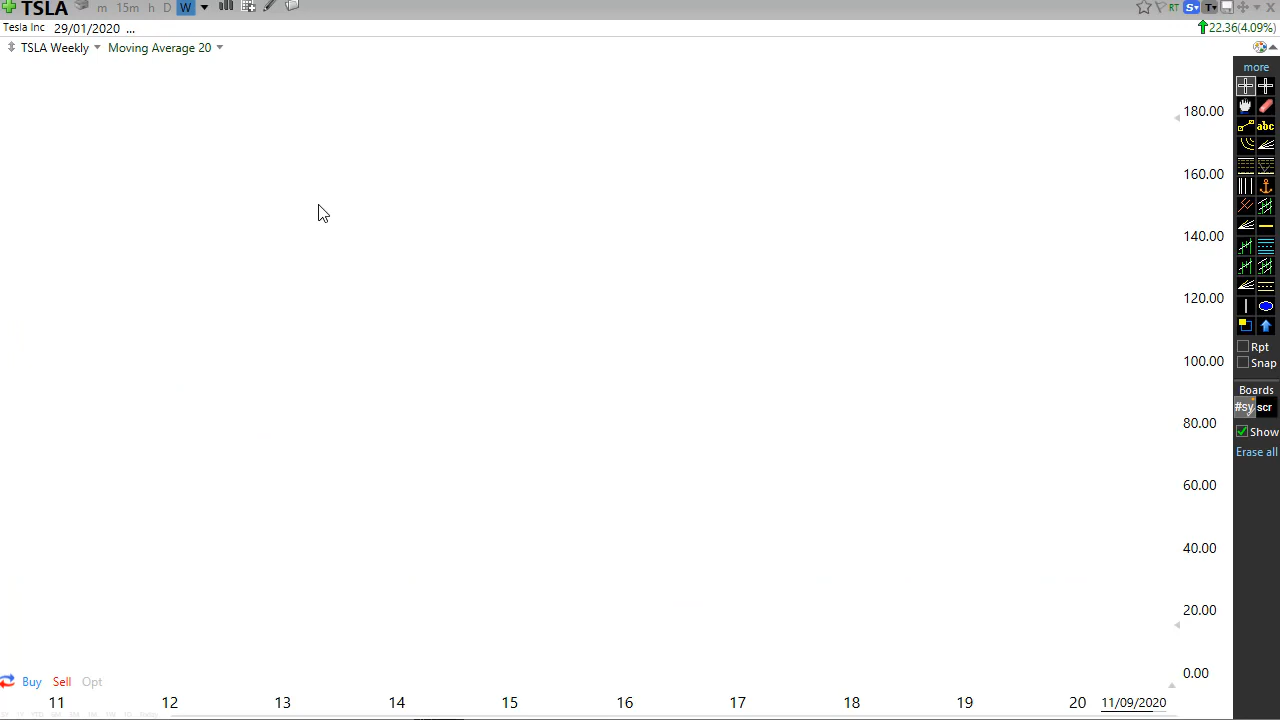 TSLA m 15m h D W RT S T
Tesla Inc 29/01/2020 ... 22.36(4.09%)
TSLA Weekly Moving Average 20
more
180.00
abc
160.00
140.00
120.00
Rpt
100.00
Snap
Boards
#sy scr
80.00
Show
Erase all
60.00
40.00
20.00
0.00
Buy Sell Opt
11 12 13 14 15 16 17 18 19 20 11/09/2020